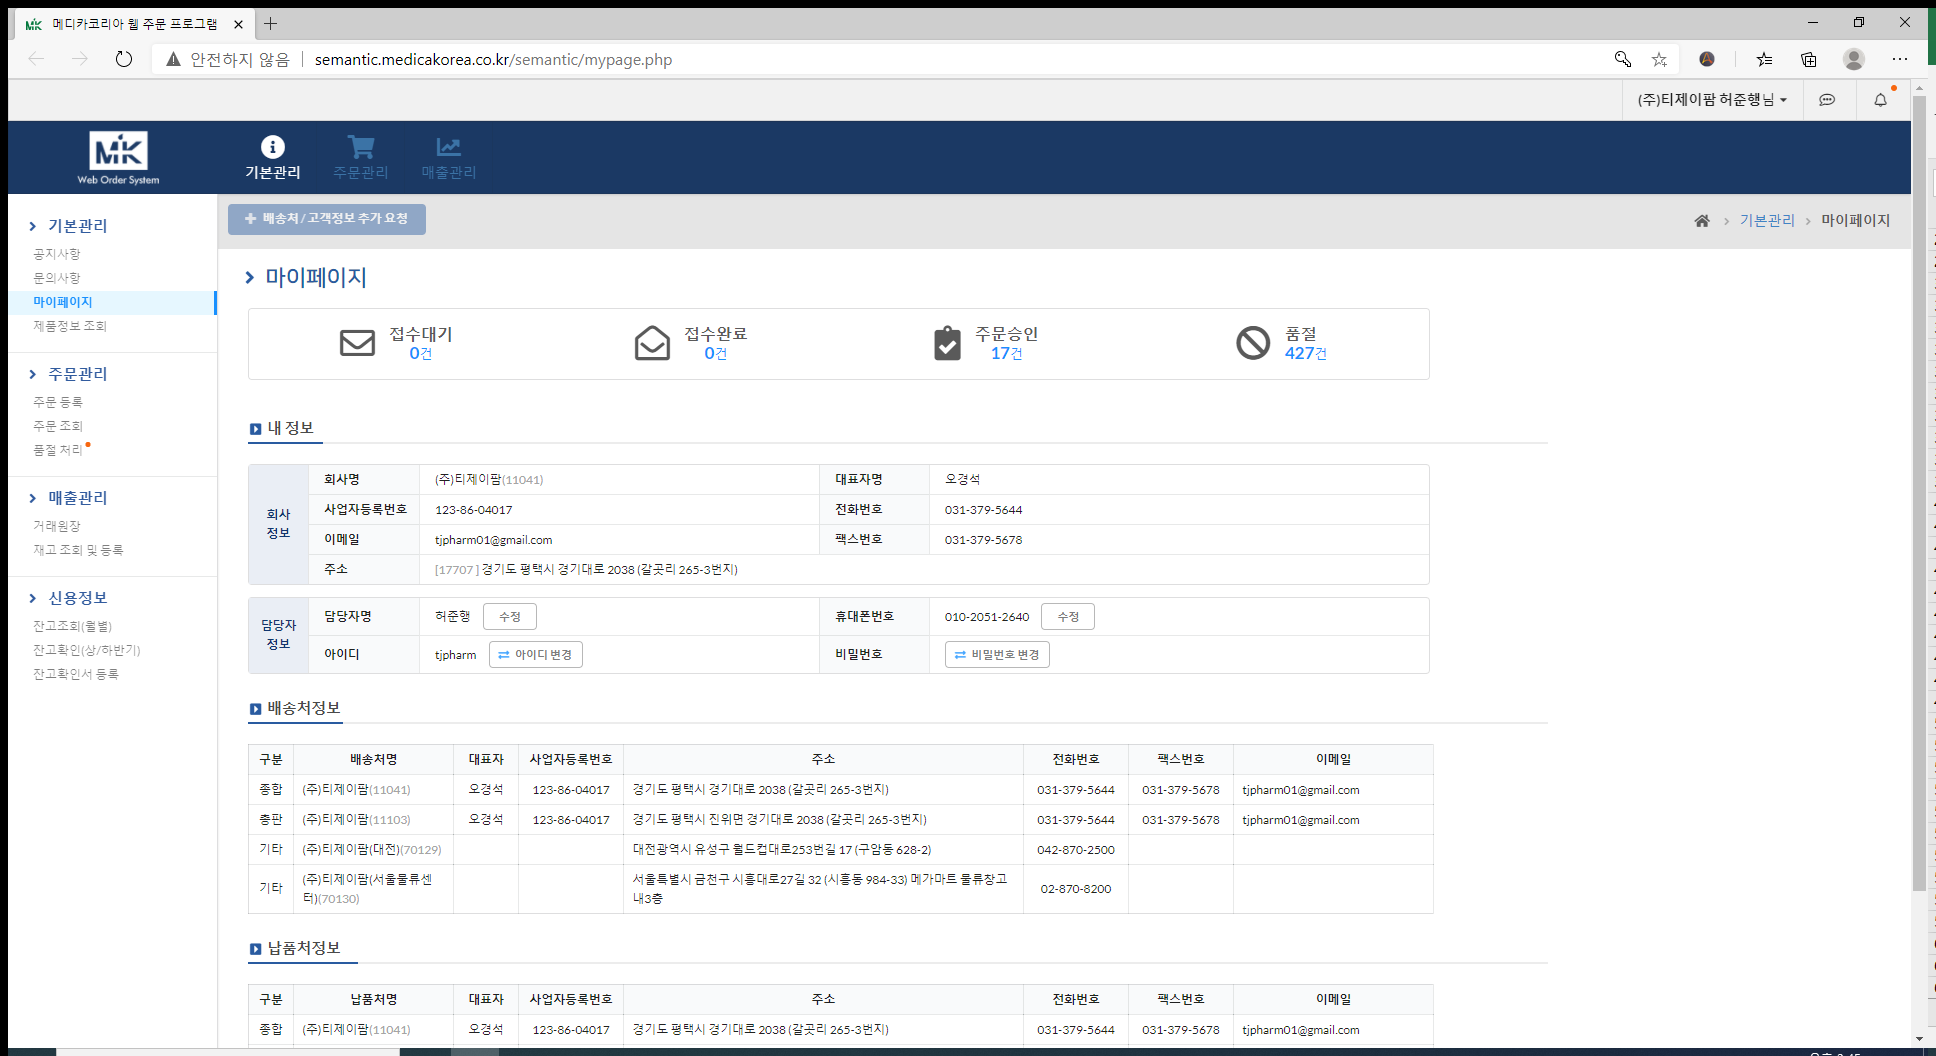 메디카코리아 웹 주문 프로그램
안전하지 않음 semantic.medicakorea.co.kr/semantic/mypage.php
(주)티제이팜 허준행님
MK
Web Order System
기본관리 주문관리 매출관리
기본관리
공지사항
문의사항
마이페이지
제품정보 조회
주문관리
주문 등록
주문 조회
품절 처리
매출관리
거래원장
재고 조회 및 등록
신용정보
잔고조회(월별)
잔고확인(상/하반기)
잔고확인서 등록
배송처 / 고객정보 추가 요청
기본관리 마이페이지
마이페이지
접수대기 접수완료 주문승인 품절
0건 0건 17건 427건
내 정보
회사 정보
회사명 (주)티제이팜(11041) 대표자명 오경석
사업자등록번호 123-86-04017 전화번호 031-379-5644
이메일 tjpharm01@gmail.com 팩스번호 031-379-5678
주소 [17707 ] 경기도 평택시 경기대로 2038 (갈곶리 265-3번지)
담당자 정보
담당자명 허준행 수정 휴대폰번호 010-2051-2640 수정
아이디 tjpharm 아이디 변경 비밀번호 비밀번호 변경
배송처정보
구분 배송처명 대표자 사업자등록번호 주소 전화번호 팩스번호 이메일
종합 (주)티제이팜(11041) 오경석 123-86-04017 경기도 평택시 경기대로 2038 (갈곶리 265-3번지) 031-379-5644 031-379-5678 tjpharm01@gmail.com
총판 (주)티제이팜(11103) 오경석 123-86-04017 경기도 평택시 진위면 경기대로 2038 (갈곶리 265-3번지) 031-379-5644 031-379-5678 tjpharm01@gmail.com
기타 (주)티제이팜(대전)(70129) 대전광역시 유성구 월드컵대로253번길 17 (구암동 628-2) 042-870-2500
기타 (주)티제이팜(서울물류센터)(70130) 서울특별시 금천구 시흥대로27길 32 (시흥동 984-33) 메가마트 물류창고 내3층 02-870-8200
납품처정보
구분 납품처명 대표자 사업자등록번호 주소 전화번호 팩스번호 이메일
종합 (주)티제이팜(11041) 오경석 123-86-04017 경기도 평택시 경기대로 2038 (갈곶리 265-3번지) 031-379-5644 031-379-5678 tjpharm01@gmail.com